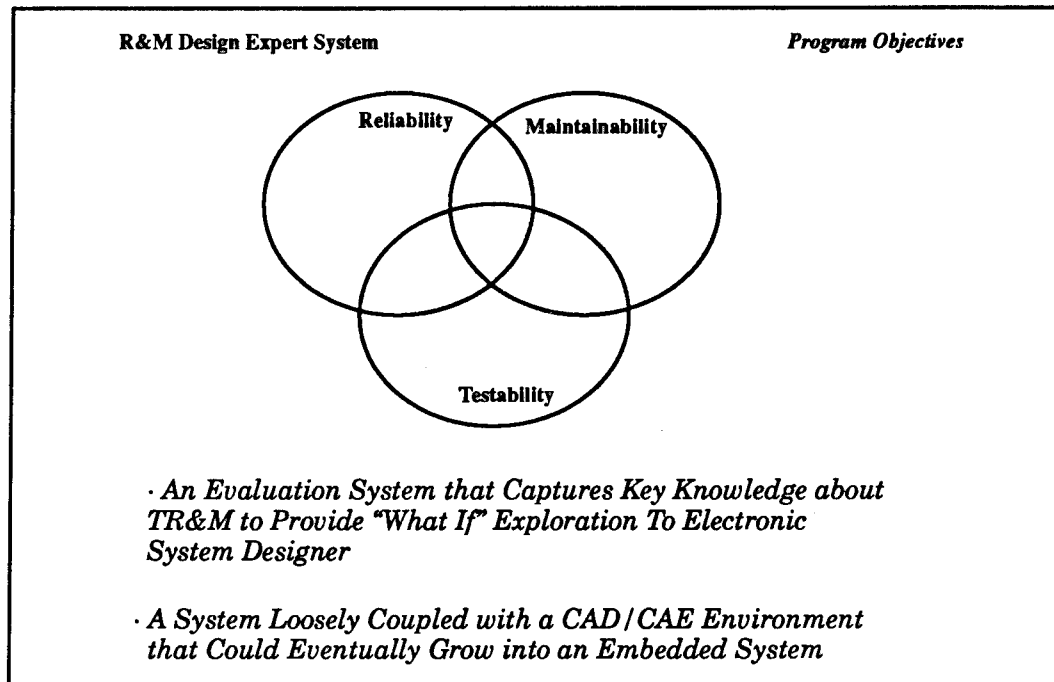 R&M Design Expert System
Program Objectives
Reliability
Maintainability
Testability
· An Evaluation System that Captures Key Knowledge about
TR&M to Provide "What If" Exploration To Electronic
System Designer
· A System Loosely Coupled with a CAD/CAE Environment
that Could Eventually Grow into an Embedded System